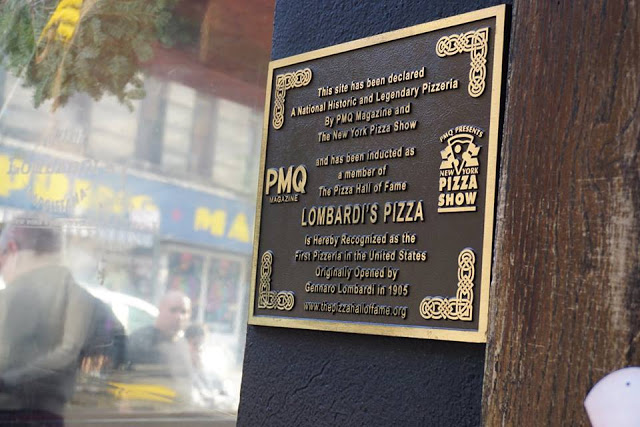 This site has been declared
A National Historic and Legendary Pizzeria
By PMQ Magazine and
The New York Pizza Show
and has been inducted as
a member of
The Pizza Hall of Fame
PMQ
MAGAZINE
PMQ PRESENTS
NEW YORK
PIZZA
SHOW
LOMBARDI'S PIZZA
Is Hereby Recognized as the
First Pizzeria in the United States
Originally Opened by
Gennaro Lombardi in 1905
www.thepizzahalloffame.org